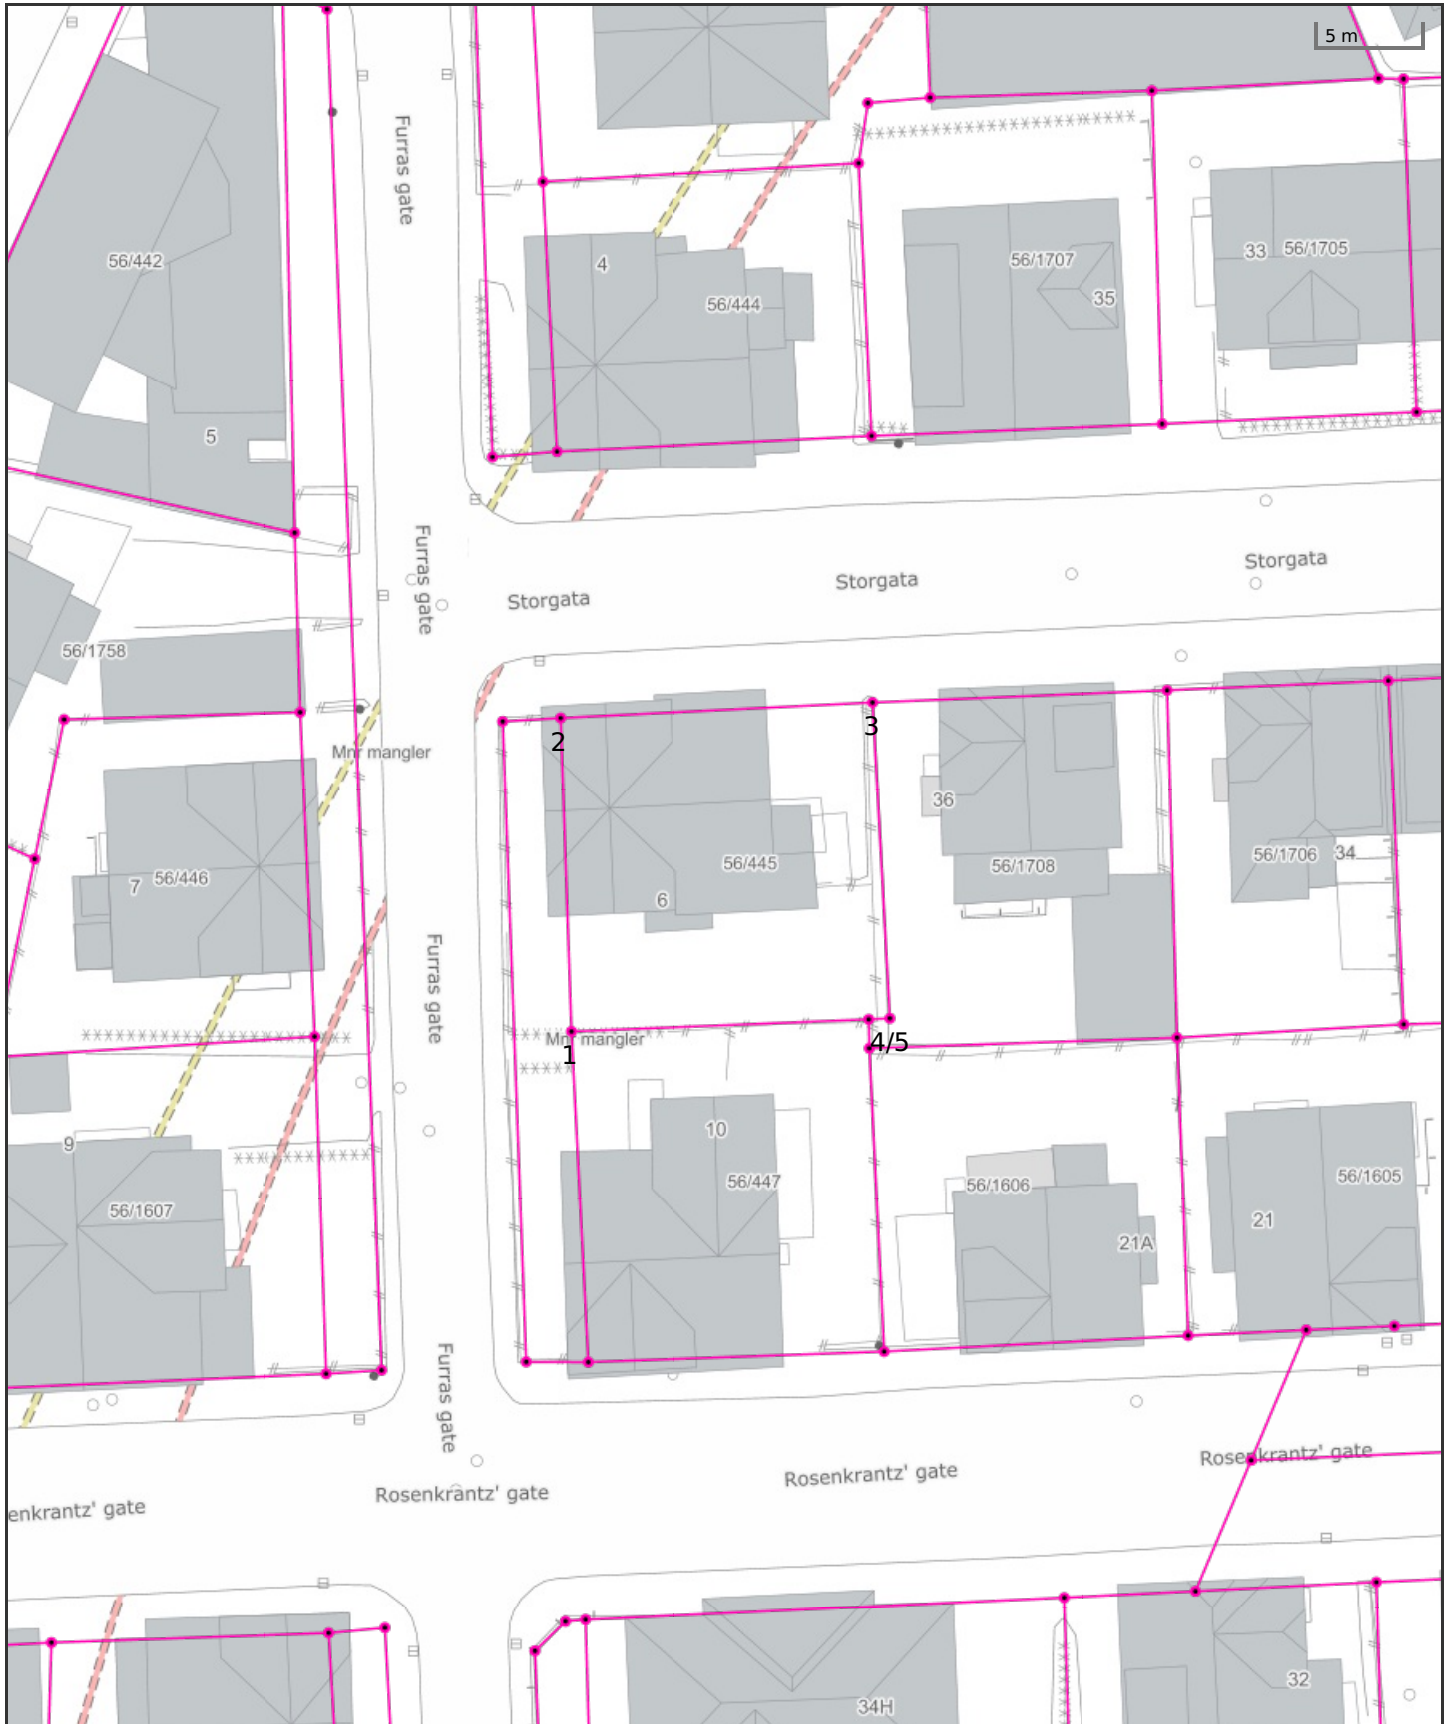 5 m
Furras gate
56/442
4
56/444
56/1707
35
33
56/1705
5
Furras gate
Storgata
Storgata
Storgata
56/1758
Mnr mangler
2
3
36
56/445
6
56/1708
56/1706
34
7
56/446
Furras gate
Mnr mangler
1
4/5
9
10
56/447
56/1606
56/1605
56/1607
21
21A
Furras gate
Rosenkrantz' gate
Rosenkrantz' gate
Rosenkrantz' gate
enkrantz' gate
32
34H